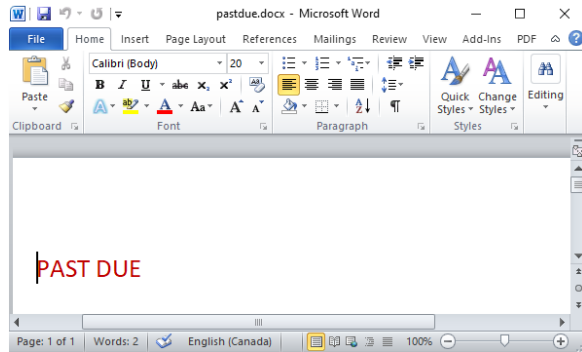 pastdue.docx - Microsoft Word
File Home Insert Page Layout References Mailings Review View Add-Ins PDF
Calibri (Body) 20
Paste
B I U abc x₂ x²
A ab A Aa A A
Quick Styles Change Styles Editing
Clipboard Font Paragraph Styles
PAST DUE
Page: 1 of 1 Words: 2 English (Canada) 100%